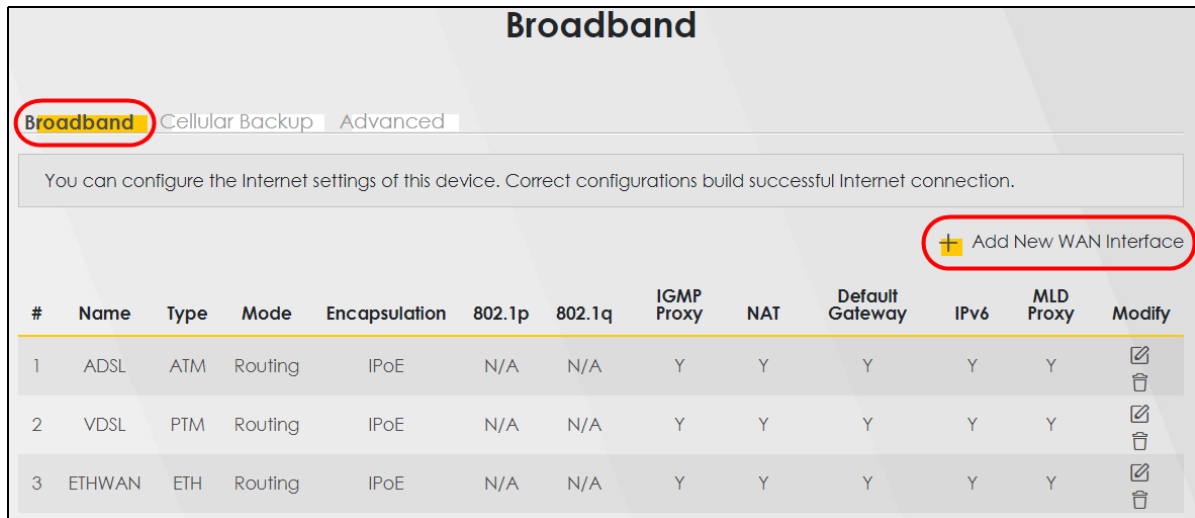 Broadband
Broadband Cellular Backup Advanced
You can configure the Internet settings of this device. Correct configurations build successful Internet connection.
+ Add New WAN Interface
# Name Type Mode Encapsulation 802.1p 802.1q IGMP Proxy NAT Default Gateway IPv6 MLD Proxy Modify
1 ADSL ATM Routing IPoE N/A N/A Y Y Y Y Y
2 VDSL PTM Routing IPoE N/A N/A Y Y Y Y Y
3 ETHWAN ETH Routing IPoE N/A N/A Y Y Y Y Y